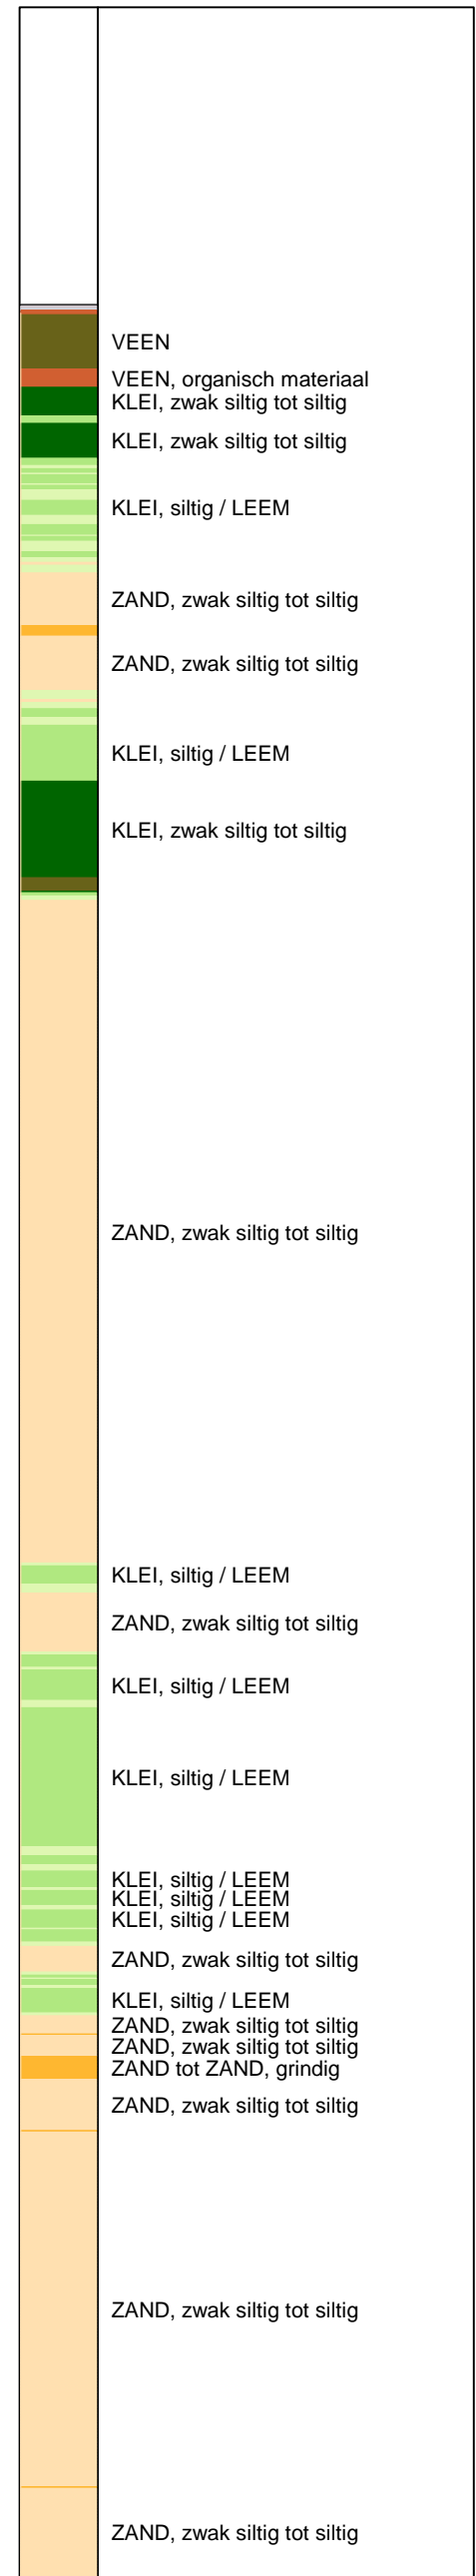 VEEN
VEEN, organisch materiaal
KLEI, zwak siltig tot siltig
KLEI, zwak siltig tot siltig
KLEI, siltig / LEEM
ZAND, zwak siltig tot siltig
ZAND, zwak siltig tot siltig
KLEI, siltig / LEEM
KLEI, zwak siltig tot siltig
ZAND, zwak siltig tot siltig
KLEI, siltig / LEEM
ZAND, zwak siltig tot siltig
KLEI, siltig / LEEM
KLEI, siltig / LEEM
KLEI, siltig / LEEM
KLEI, siltig / LEEM
KLEI, siltig / LEEM
ZAND, zwak siltig tot siltig
KLEI, siltig / LEEM
ZAND, zwak siltig tot siltig
ZAND, zwak siltig tot siltig
ZAND tot ZAND, grindig
ZAND, zwak siltig tot siltig
ZAND, zwak siltig tot siltig
ZAND, zwak siltig tot siltig